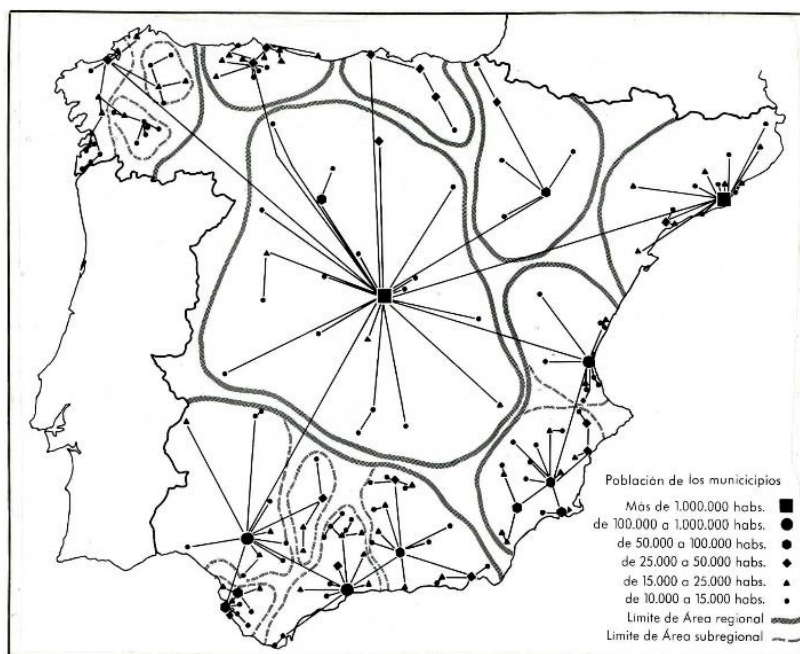 Población de los municicipios
Más de 1.000.000 habs.
de 100.000 a 1.000.000 habs.
de 50.000 a 100.000 habs.
de 25.000 a 50.000 habs.
de 15.000 a 25.000 habs.
de 10.000 a 15.000 habs.
Límite de Área regional
Límite de Área subregional